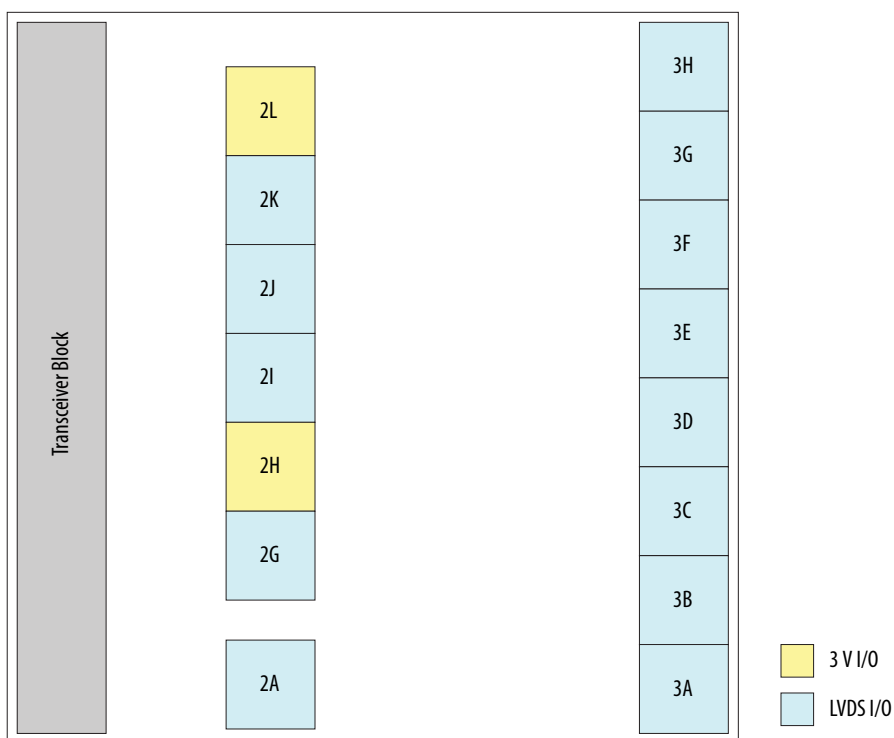 Transceiver Block
2L
2K
2J
2I
2H
2G
2A
3H
3G
3F
3E
3D
3C
3B
3A
3 V I/O
LVDS I/O